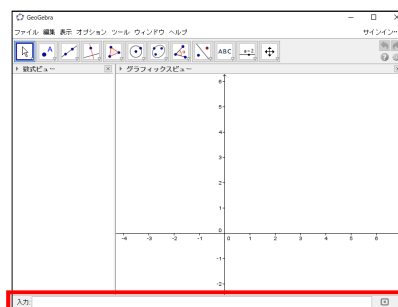 GeoGebra
ファイル 編集 表示 オプション ツール ウィンドウ ヘルプ
サインイン...
A
ABC
a=2
数式ビュー
グラフィックスビュー
6
5
4
3
2
1
0
-4 -3 -2 -1 0 1 2 3 4 5 6
-1
-2
入力: